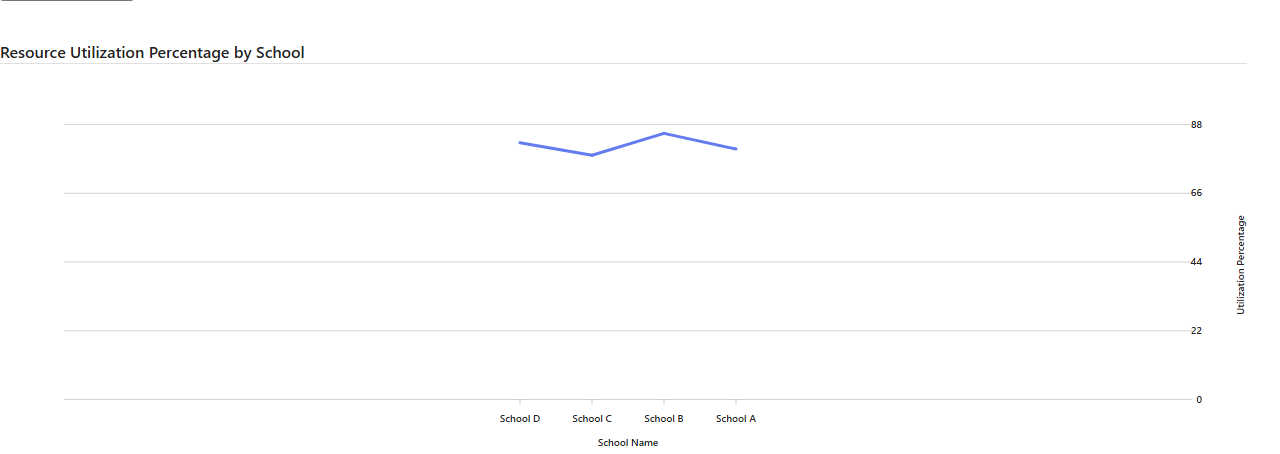 Resource Utilization Percentage by School
88
66
44
22
0
Utilization Percentage
School D School C School B School A
School Name